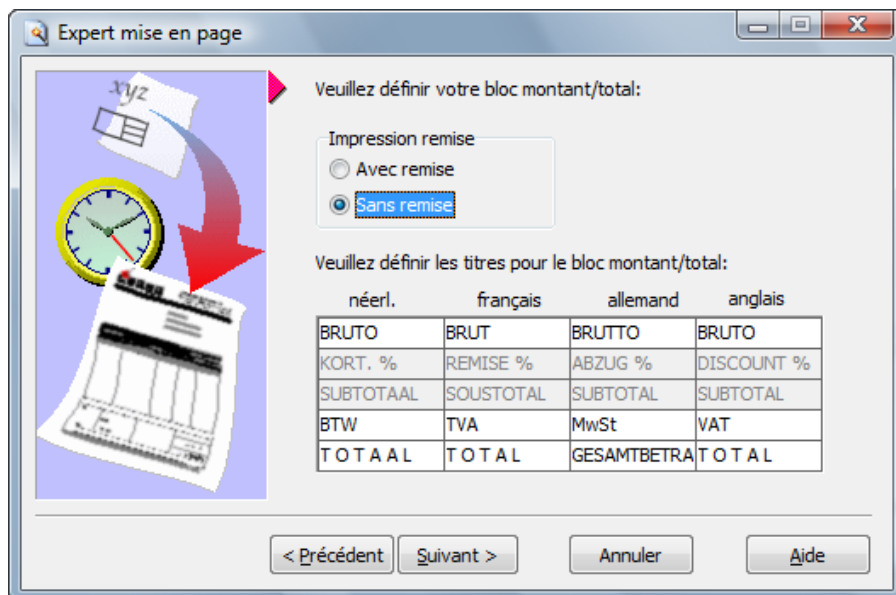 Expert mise en page
xyz
Veuillez définir votre bloc montant/total:
Impression remise
Avec remise
Sans remise
Veuillez définir les titres pour le bloc montant/total:
néerl. français allemand anglais
BRUTO BRUT BRUTTO BRUTO
KORT. % REMISE % ABZUG % DISCOUNT %
SUBTOTAAL SOUSTOTAL SUBTOTAL SUBTOTAL
BTW TVA MwSt VAT
T O T A A L T O T A L GESAMTBETRA T O T A L
< Précédent Suivant > Annuler Aide